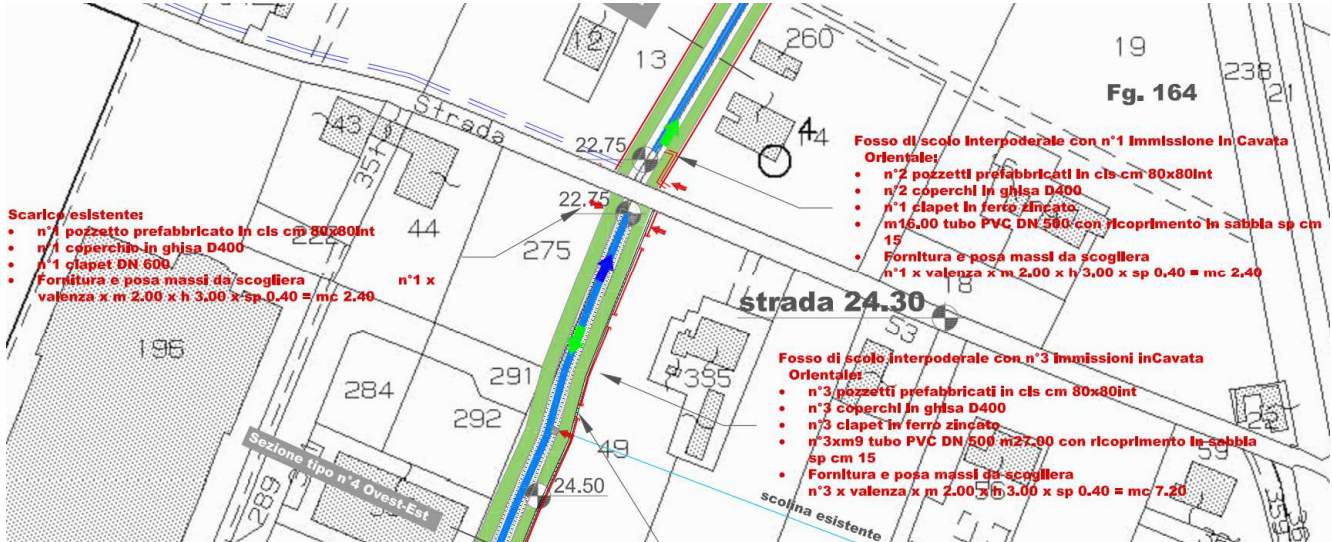 12
13
260
19
238
21
Fg. 164
43
Strada
351
22.75
4
14
Fosso di scolo Interpoderale con n°1 Immissione in Cavata
Orientale:
• n°2 pozzetti prefabbricati in cls cm 80x80int
• n°2 coperchi in ghisa D400
• n°1 clapet in ferro zincato
• m16.00 tubo PVC DN 500 con ricoprimento in sabbia sp cm
15
• Fornitura e posa massi da scogliera
n°1 x valenza x m 2.00 x h 3.00 x sp 0.40 = mc 2.40
16
22.75
Scarico esistente:
• n°1 pozzetto prefabbricato in cls cm 80x80int
• n°1 coperchio in ghisa D400
• n°1 clapet DN 600
• Fornitura e posa massi da scogliera n°1 x
valenza x m 2.00 x h 3.00 x sp 0.40 = mc 2.40
222
44
275
18
strada 24.30
53
196
284
291
292
335
Fosso di scolo interpoderale con n°3 immissioni inCavata
Orientale:
• n°3 pozzetti prefabbricati in cls cm 80x80int
• n°3 coperchi in ghisa D400
• n°3 clapet in ferro zincato
• n°3xm9 tubo PVC DN 500 m27.00 con ricoprimento in sabbia
sp cm 15
• Fornitura e posa massi da scogliera
n°3 x valenza x m 2.00 x h 3.00 x sp 0.40 = mc 7.20
22
49
59
Sezione tipo n°4 Ovest-Est
289
24.50
scolina esistente
56
359